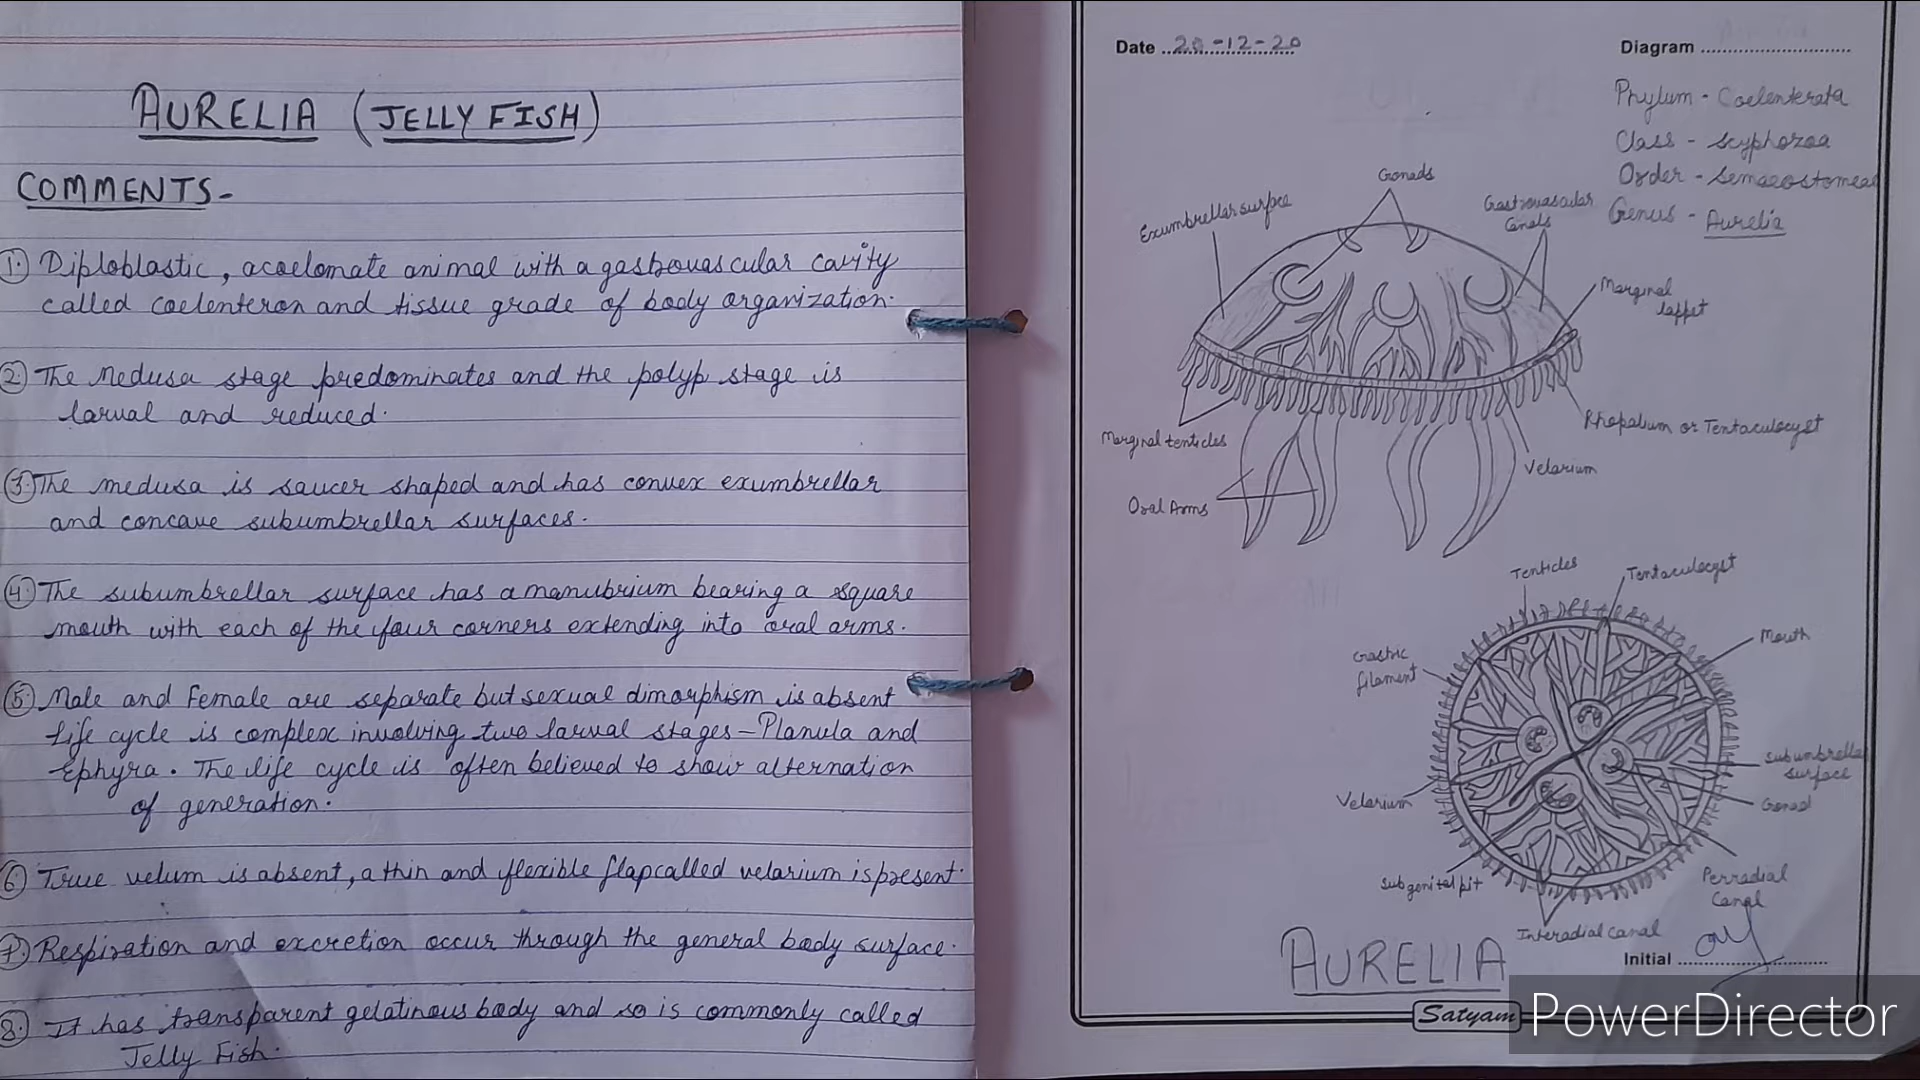 AURELIA (JELLY FISH)
COMMENTS-
1. Diploblastic, acoelomate animal with a gastrovascular cavity
called coelenteron and tissue grade of body organization.
2. The Medusa stage predominates and the polyp stage is
larval and reduced.
3. The medusa is saucer shaped and has convex exumbrellar
and concave subumbrellar surfaces.
4. The subumbrellar surface has a manubrium bearing a square
mouth with each of the four corners extending into oral arms.
5. Male and Female are separate but sexual dimorphism is absent
Life cycle is complex involving two larval stages - Planula and
Ephyra. The life cycle is often believed to show alternation
of generation.
6. True velum is absent, a thin and flexible flap called velarium is present.
7. Respiration and excretion occur through the general body surface.
8. It has transparent gelatinous body and so is commonly called
Jelly Fish.
Date 20-12-20
Diagram
Phylum - Coelenterata
Class - Scyphozoa
Order - Semaeostomeae
Genus - Aurelia
Gonads
Exumbrellar surface
Gastrovascular
Canals
Marginal
lappet
Marginal tenticles
Rhopalium or Tentaculocyst
Velarium
Oral Arms
Tenticles
Tentaculocyst
Mouth
Gastric
filament
Subumbrellar
surface
Velarium
Gonad
Subgenital pit
Perradial
Canal
Interadial canal
AURELIA
Initial
Satyam
PowerDirector